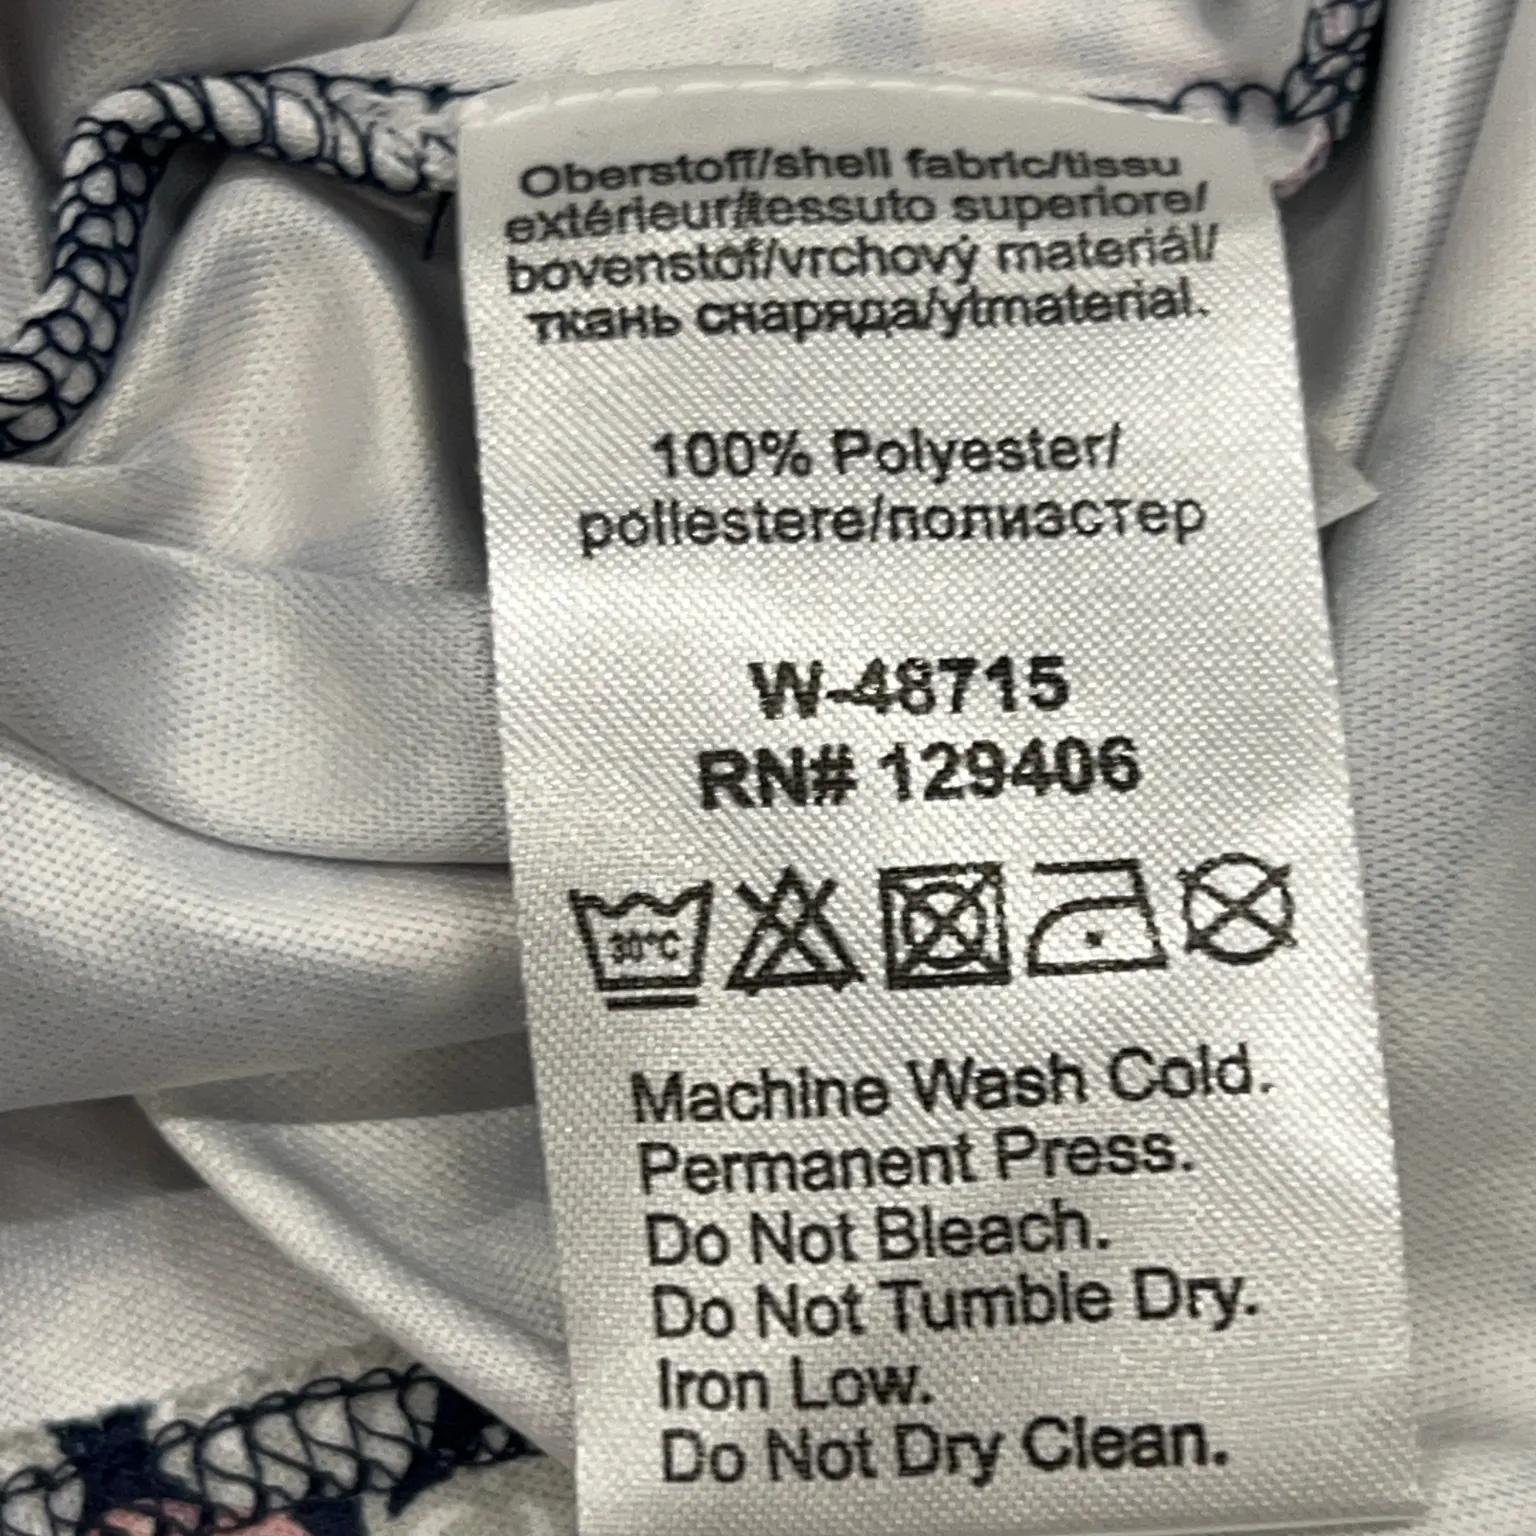 Oberstoff/shell fabric/tissu
extérieur/tessuto superiore/
bovenstof/vrchový materiál/
ткань снаряда/ytmaterial.
100% Polyester/
poliestere/полиэстер
W-48715
RN# 129406
30°C
Machine Wash Cold.
Permanent Press.
Do Not Bleach.
Do Not Tumble Dry.
Iron Low.
Do Not Dry Clean.